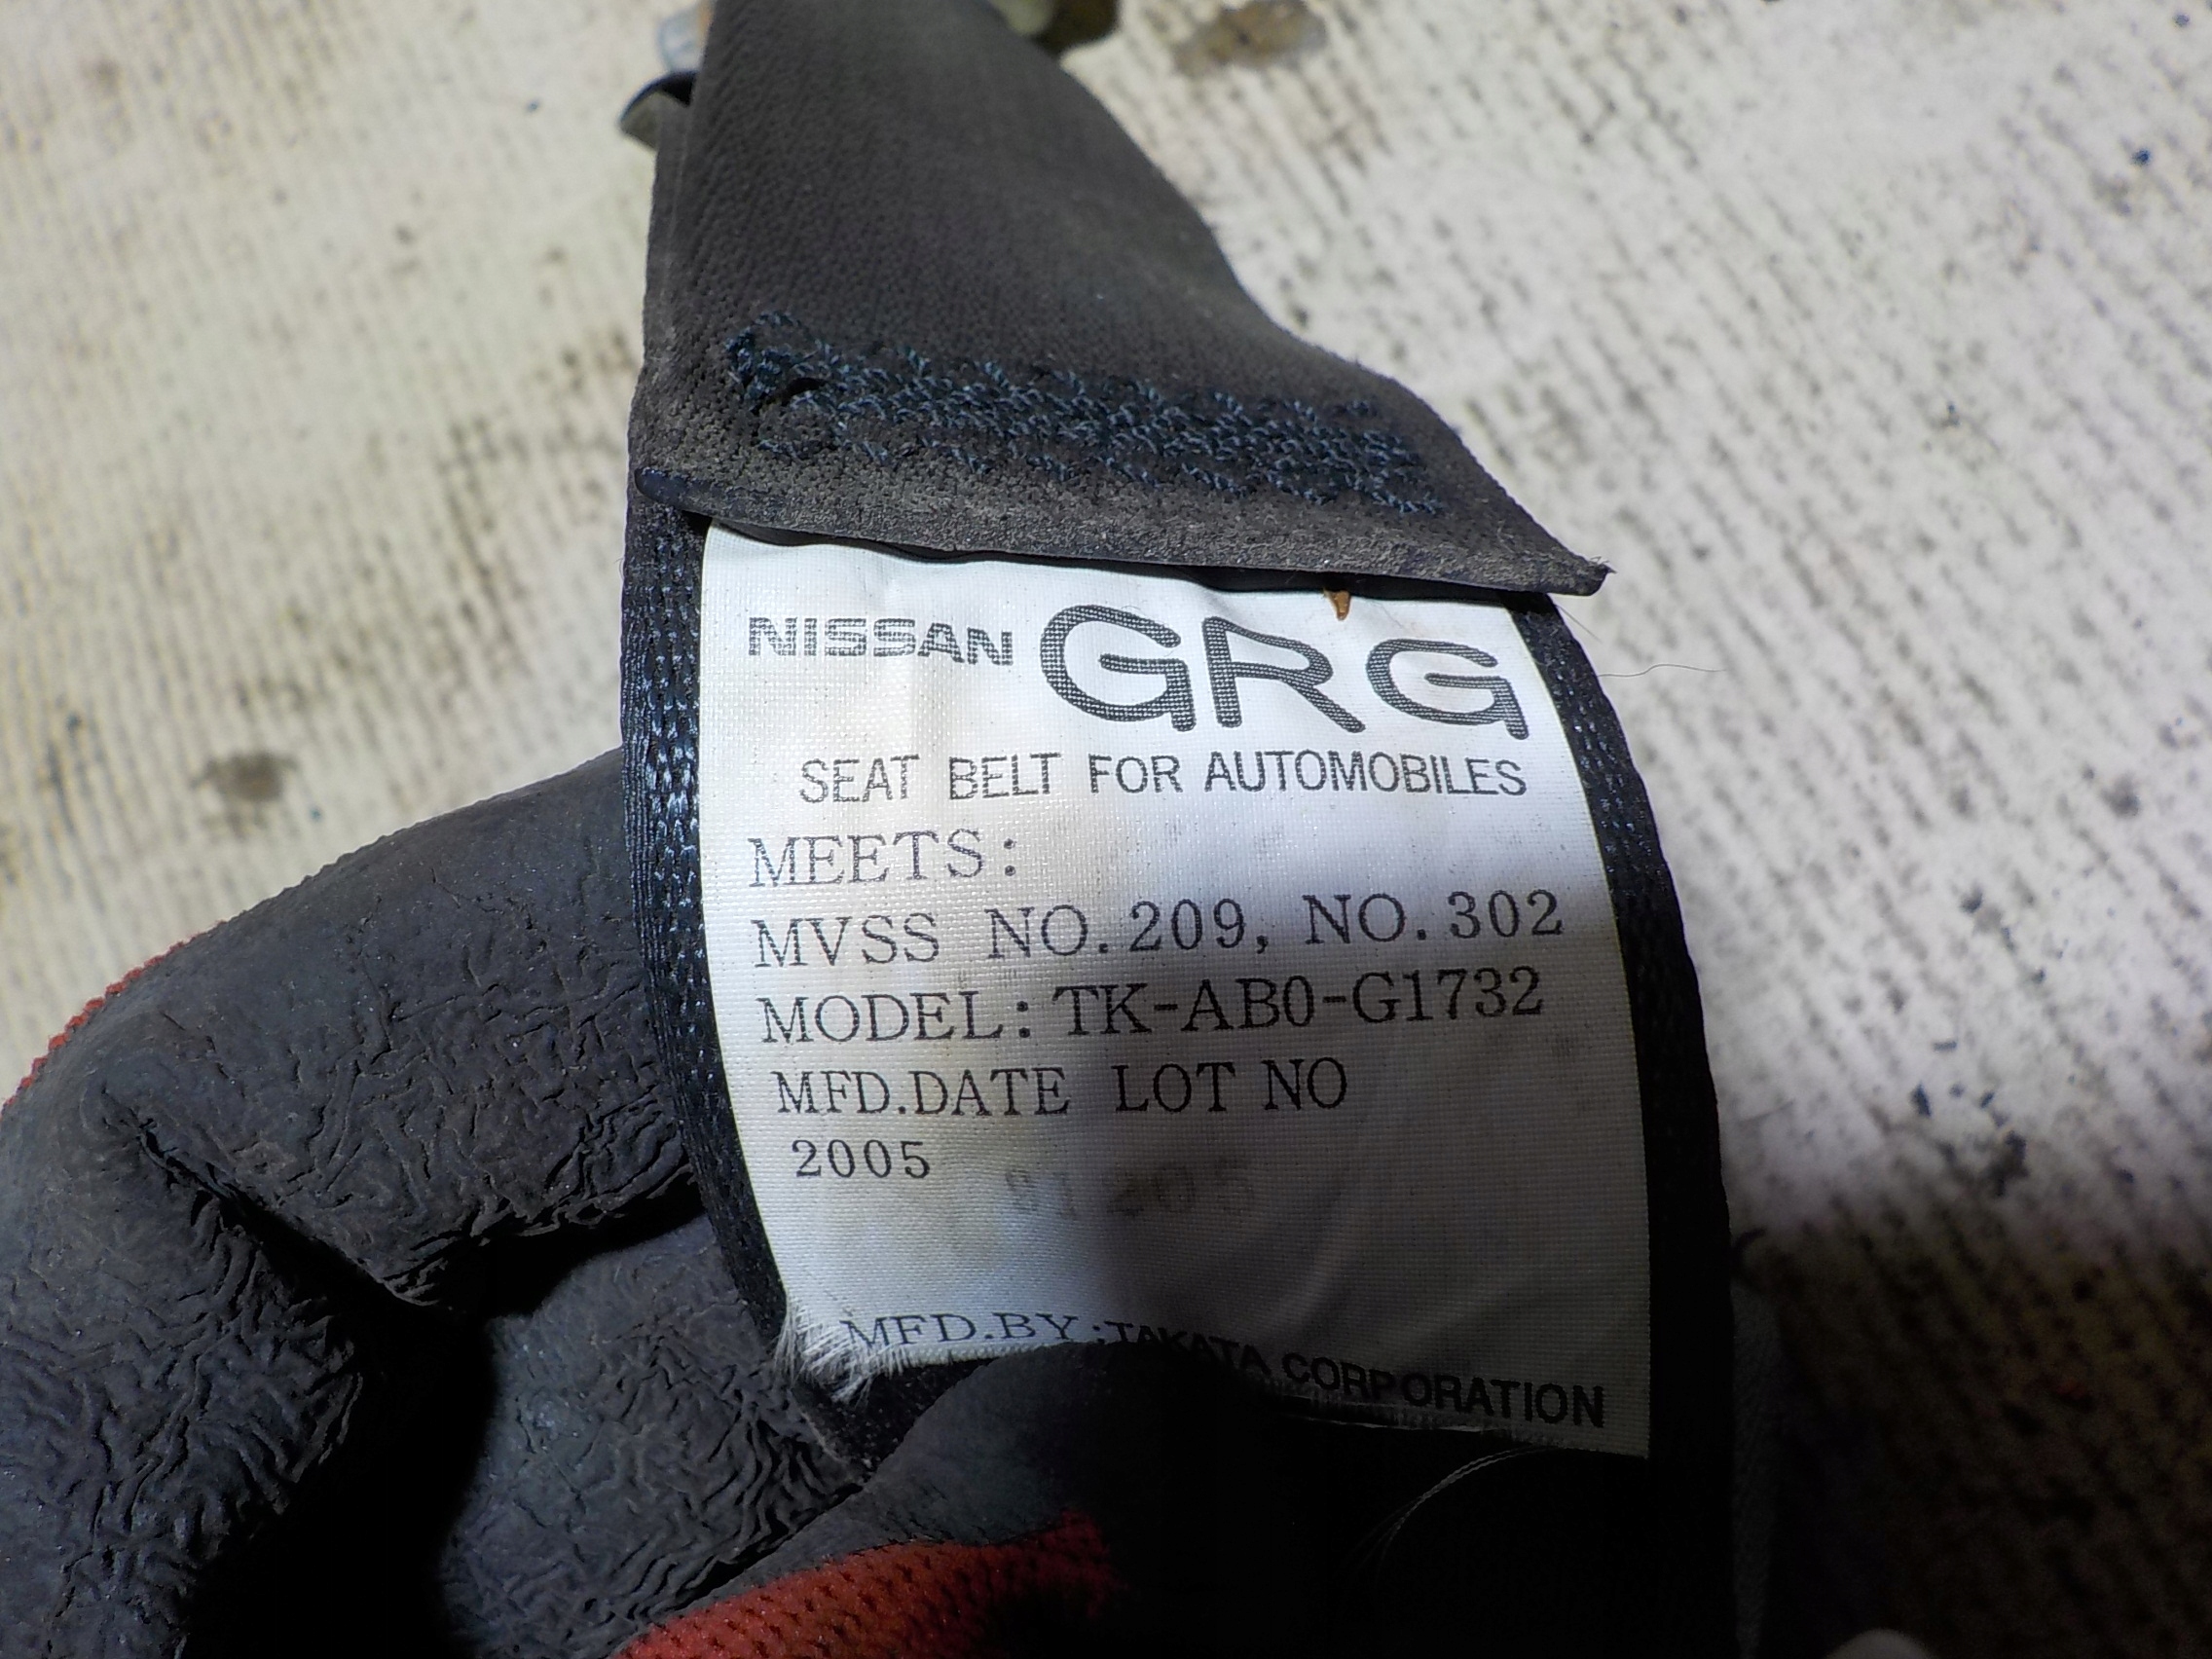 NISSAN GRG
SEAT BELT FOR AUTOMOBILES
MEETS:
MVSS NO.209, NO.302
MODEL:TK-AB0-G1732
MFD.DATE LOT NO
2005
MFD.BY:TAKATA CORPORATION